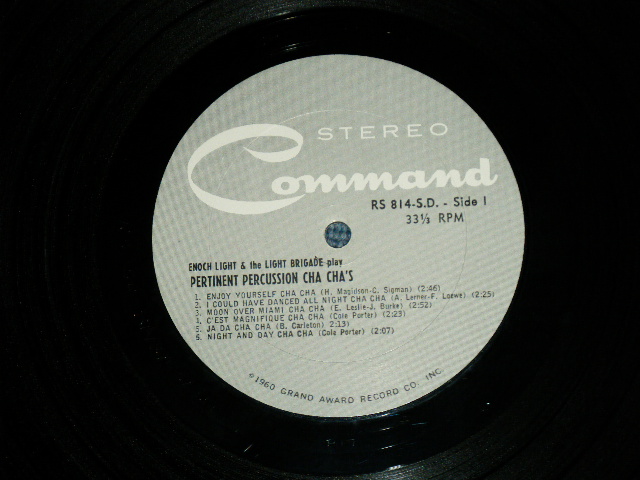 STEREO
Command
RS 814-S.D. - Side 1
33⅓ RPM
ENOCH LIGHT & the LIGHT BRIGADE play
PERTINENT PERCUSSION CHA CHA'S
1. ENJOY YOURSELF CHA CHA (H. Magidson-C. Sigman) (2:46)
2. I COULD HAVE DANCED ALL NIGHT CHA CHA (A. Lerner-F. Loewe) (2:25)
3. MOON OVER MIAMI CHA CHA (E. Leslie-J. Burke) (2:52)
4. C'EST MAGNIFIQUE CHA CHA (Cole Porter) (2:23)
5. JA DA CHA CHA (B. Carleton) (2:13)
6. NIGHT AND DAY CHA CHA (Cole Porter) (2:07)
©1960 GRAND AWARD RECORD CO. INC.